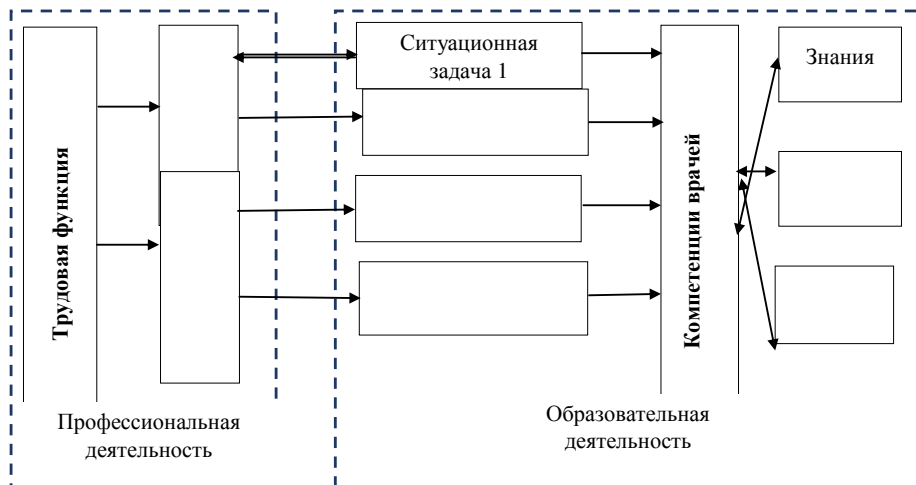 Трудовая функция
Ситуационная
задача 1
Компетенции врачей
Знания
Профессиональная
деятельность
Образовательная
деятельность